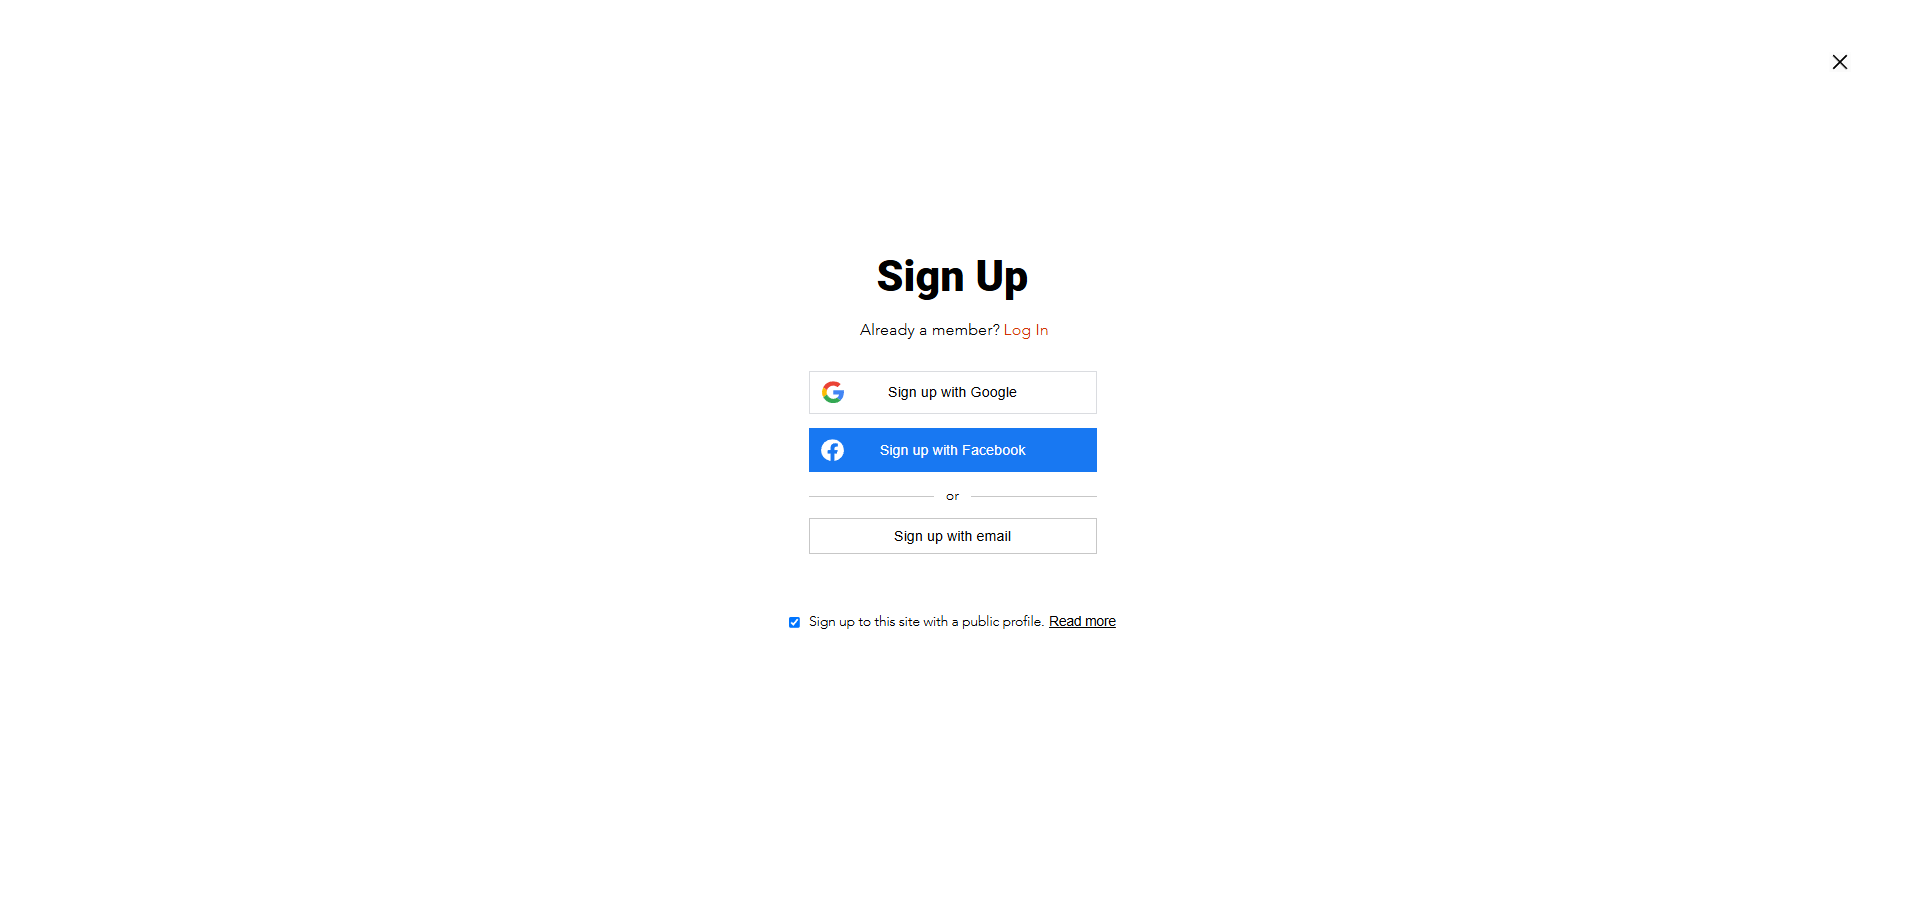 Sign Up
Already a member? Log In
Sign up with Google
Sign up with Facebook
or
Sign up with email
Sign up to this site with a public profile. Read more